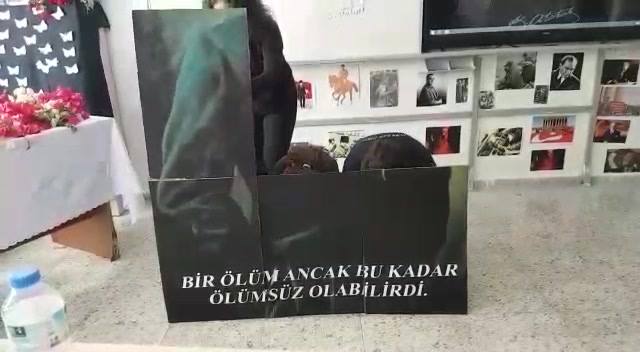 BİR ÖLÜM ANCAK BU KADAR
ÖLÜMSÜZ OLABİLİRDİ.